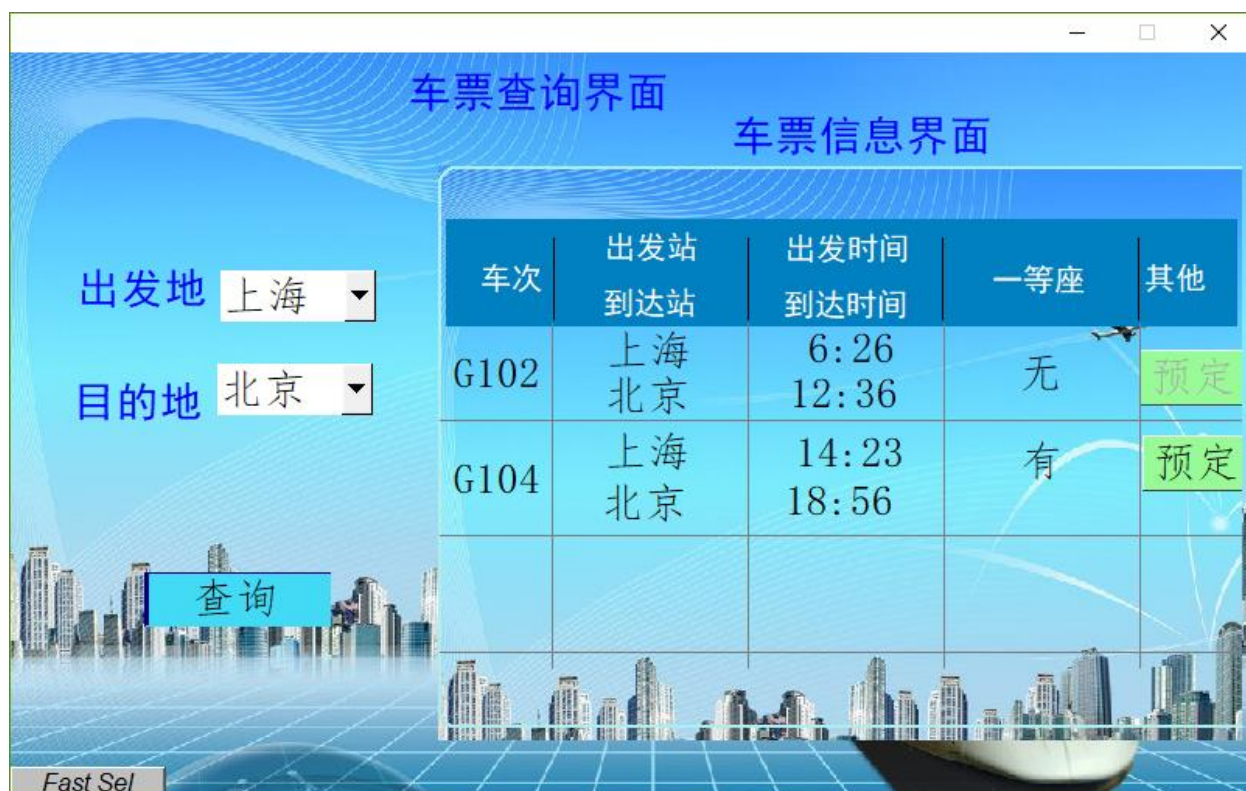 车票查询界面
车票信息界面
出发地 上海
目的地 北京
查询
车次 出发站 到达站 出发时间 到达时间 一等座 其他
G102 上海 北京 6:26 12:36 无 预定
G104 上海 北京 14:23 18:56 有 预定
Fast Sel